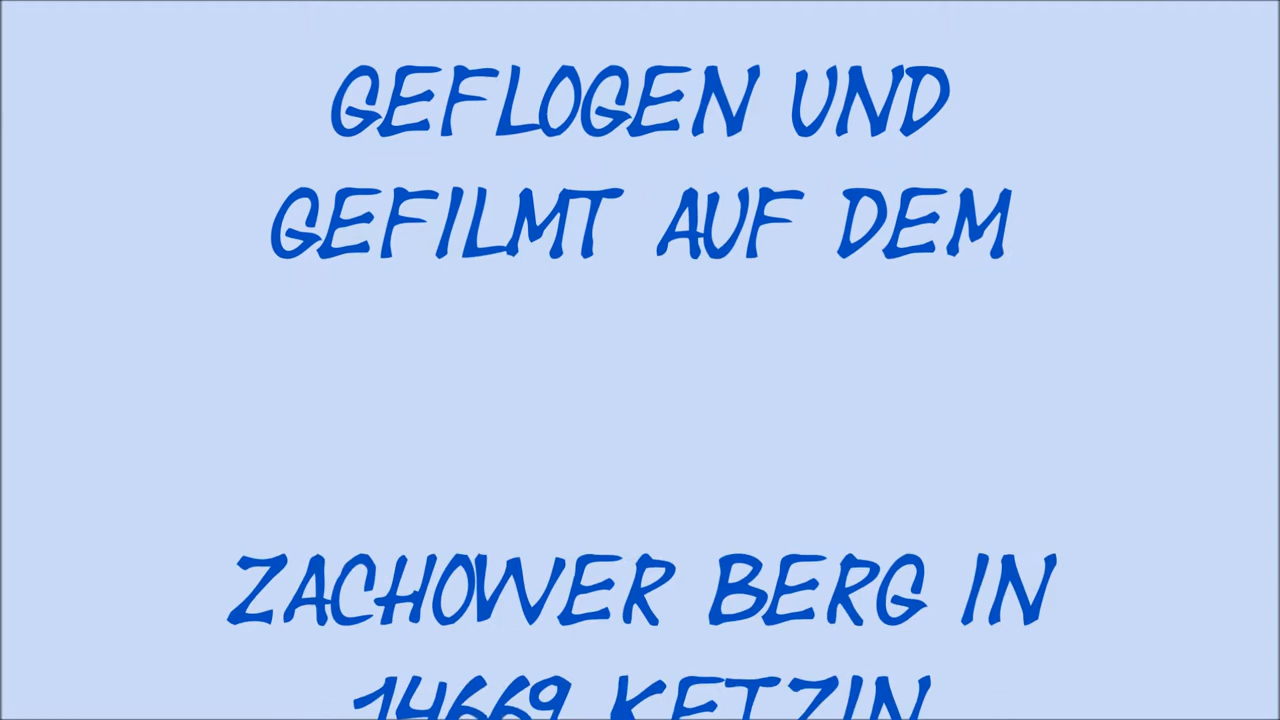 GEFLOGEN UND
GEFILMT AUF DEM
ZACHOWER BERG IN
14669 KETZIN